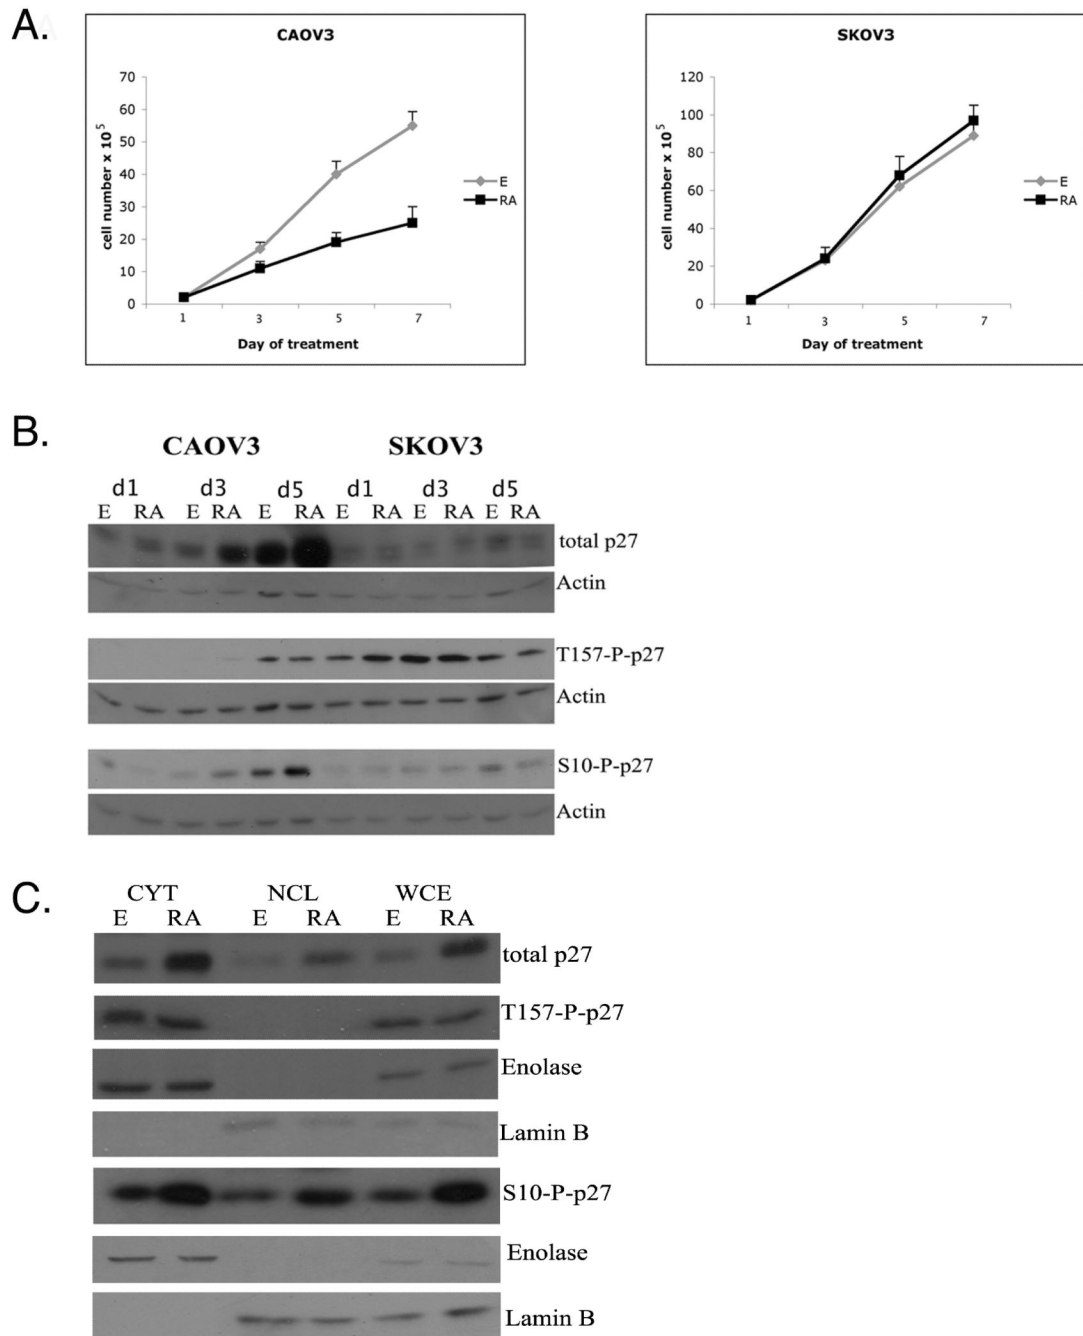 A.
CAOV3
70
60
50
40
30
20
10
0
cell number x 10^5
1 3 5 7
Day of treatment
E
RA
SKOV3
120
100
80
60
40
20
0
cell number x 10^5
1 3 5 7
Day of treatment
E
RA
B.
CAOV3 SKOV3
d1 d3 d5 d1 d3 d5
E RA E RA E RA E RA E RA E RA
total p27
Actin
T157-P-p27
Actin
S10-P-p27
Actin
C.
CYT NCL WCE
E RA E RA E RA
total p27
T157-P-p27
Enolase
Lamin B
S10-P-p27
Enolase
Lamin B